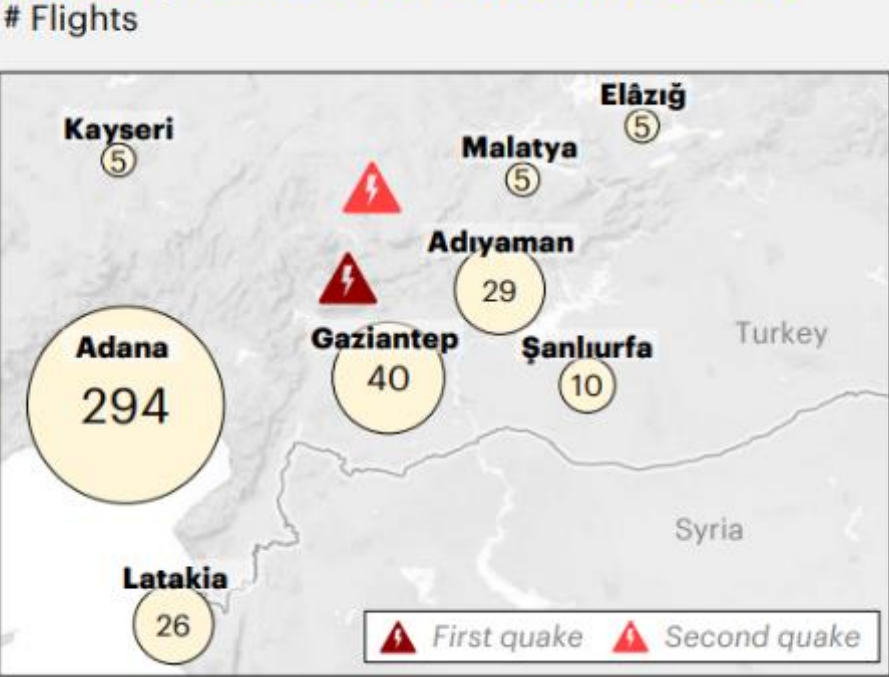 # Flights
Elâzığ
5
Kayseri
5
Malatya
5
Adıyaman
29
Turkey
Gaziantep
40
Şanlıurfa
10
Adana
294
Syria
Latakia
26
First quake
Second quake